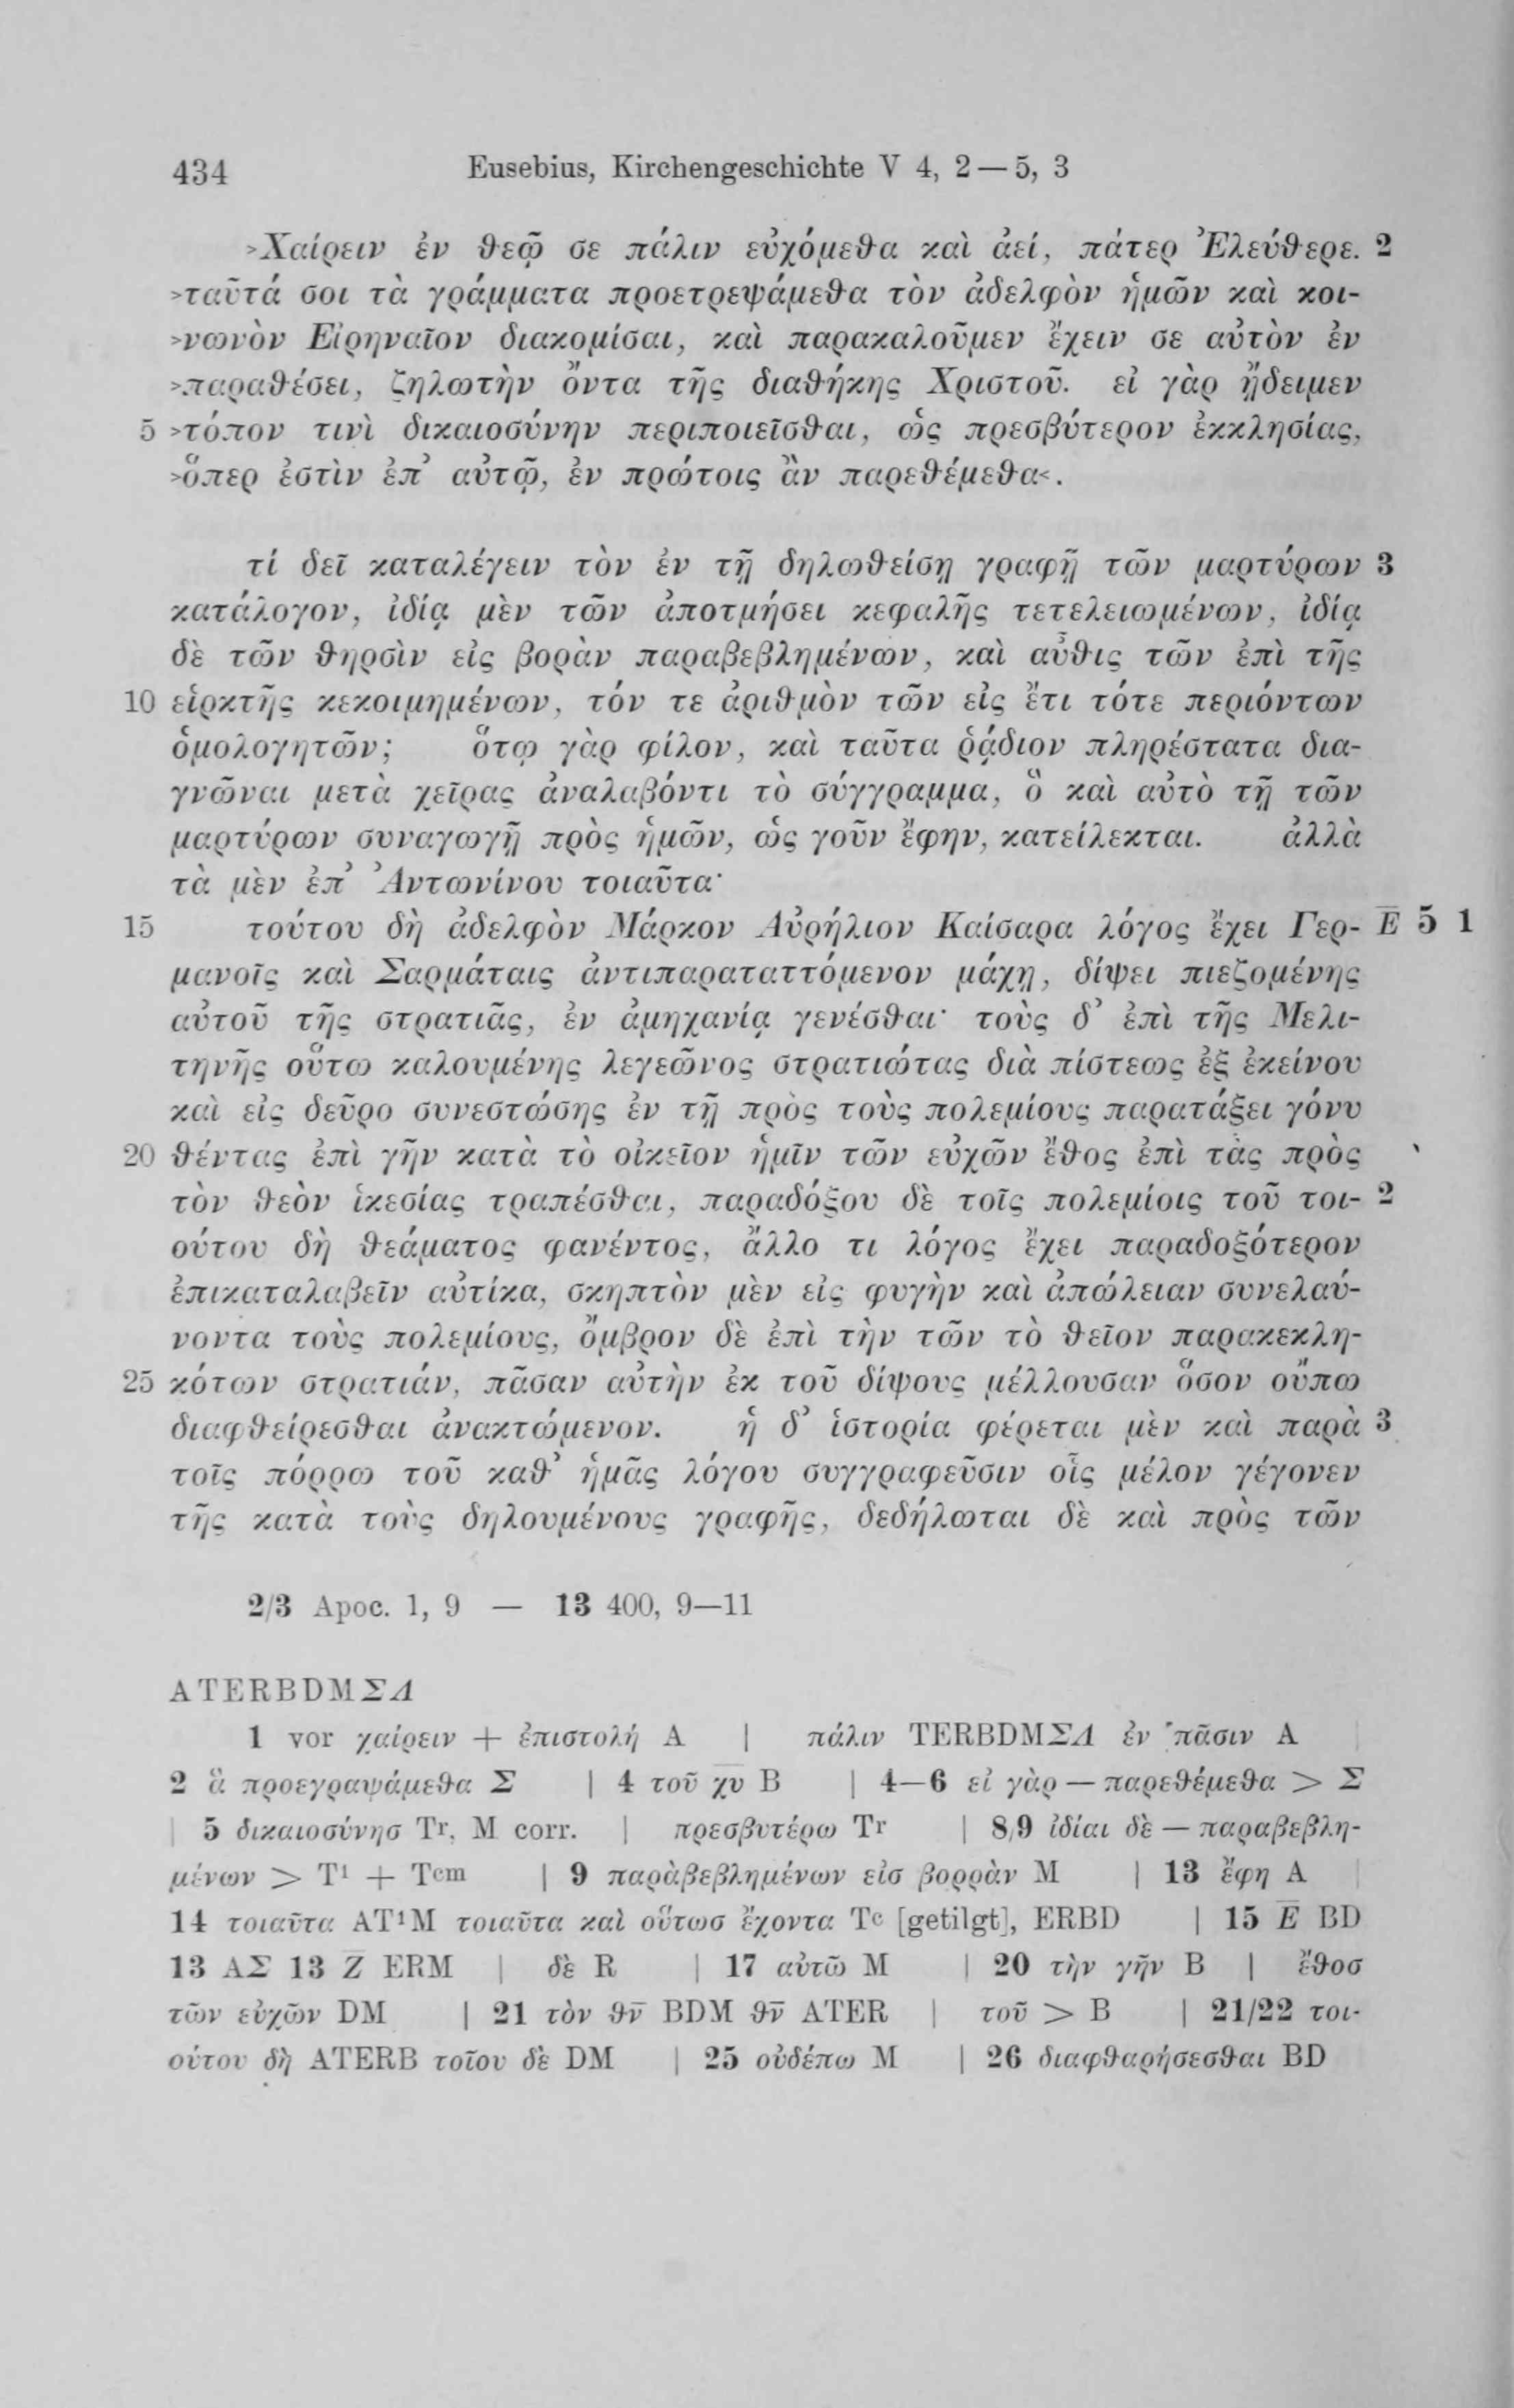 434 Eusebius, Kirchengeschichte V 4, 2 — 5, 3
>Χαίρειν ἐν θεῷ σε πάλιν εὐχόμεθα καὶ ἀεί, πάτερ Ἐλεύθερε. 2
>ταῦτά σοι τὰ γράμματα προετρεψάμεθα τὸν ἀδελφὸν ἡμῶν καὶ κοι-
>νωνὸν Εἰρηναῖον διακομίσαι, καὶ παρακαλοῦμεν ἔχειν σε αὐτὸν ἐν
>παραθέσει, ζηλωτὴν ὄντα τῆς διαθήκης Χριστοῦ. εἰ γὰρ ᾔδειμεν
5 >τόπον τινὶ δικαιοσύνην περιποιεῖσθαι, ὡς πρεσβύτερον ἐκκλησίας,
>ὅπερ ἐστὶν ἐπ’ αὐτῷ, ἐν πρώτοις ἂν παρεθέμεθα<.
τί δεῖ καταλέγειν τὸν ἐν τῇ δηλωθείσῃ γραφῇ τῶν μαρτύρων 3
κατάλογον, ἰδίᾳ μὲν τῶν ἀποτμήσει κεφαλῆς τετελειωμένων, ἰδίᾳ
δὲ τῶν θηρσὶν εἰς βορὰν παραβεβλημένων, καὶ αὖθις τῶν ἐπὶ τῆς
10 εἱρκτῆς κεκοιμημένων, τόν τε ἀριθμὸν τῶν εἰς ἔτι τότε περιόντων
ὁμολογητῶν; ὅτῳ γὰρ φίλον, καὶ ταῦτα ῥᾴδιον πληρέστατα δια-
γνῶναι μετὰ χεῖρας ἀναλαβόντι τὸ σύγγραμμα, ὃ καὶ αὐτὸ τῇ τῶν
μαρτύρων συναγωγῇ πρὸς ἡμῶν, ὡς γοῦν ἔφην, κατείλεκται. ἀλλὰ
τὰ μὲν ἐπ’ Ἀντωνίνου τοιαῦτα·
15 τούτου δὴ ἀδελφὸν Μάρκον Αὐρήλιον Καίσαρα λόγος ἔχει Γερ- Ē 5 1
μανοῖς καὶ Σαρμάταις ἀντιπαραταττόμενον μάχῃ, δίψει πιεζομένης
αὐτοῦ τῆς στρατιᾶς, ἐν ἀμηχανίᾳ γενέσθαι· τοὺς δ’ ἐπὶ τῆς Μελι-
τηνῆς οὕτω καλουμένης λεγεῶνος στρατιώτας διὰ πίστεως ἐξ ἐκείνου
καὶ εἰς δεῦρο συνεστώσης ἐν τῇ πρὸς τοὺς πολεμίους παρατάξει γόνυ
20 θέντας ἐπὶ γῆν κατὰ τὸ οἰκεῖον ἡμῖν τῶν εὐχῶν ἔθος ἐπὶ τὰς πρὸς
τὸν θεὸν ἱκεσίας τραπέσθαι, παραδόξου δὲ τοῖς πολεμίοις τοῦ τοι- 2
ούτου δὴ θεάματος φανέντος, ἄλλο τι λόγος ἔχει παραδοξότερον
ἐπικαταλαβεῖν αὐτίκα, σκηπτὸν μὲν εἰς φυγὴν καὶ ἀπώλειαν συνελαύ-
νοντα τοὺς πολεμίους, ὄμβρον δὲ ἐπὶ τὴν τῶν τὸ θεῖον παρακεκλη-
25 κότων στρατιάν, πᾶσαν αὐτὴν ἐκ τοῦ δίψους μέλλουσαν ὅσον οὔπω
διαφθείρεσθαι ἀνακτώμενον. ἡ δ’ ἱστορία φέρεται μὲν καὶ παρὰ 3
τοῖς πόρρω τοῦ καθ’ ἡμᾶς λόγου συγγραφεῦσιν οἷς μέλον γέγονεν
τῆς κατὰ τοὺς δηλουμένους γραφῆς, δεδήλωται δὲ καὶ πρὸς τῶν
2/3 Apoc. 1, 9 — 13 400, 9—11
ATERBDMΣΛ
1 vor χαίρειν + ἐπιστολή A | πάλιν TERBDMΣΛ ἐν πᾶσιν A
2 ἃ προεγραψάμεθα Σ | 4 τοῦ χ̅υ̅ B | 4—6 εἰ γὰρ — παρεθέμεθα > Σ
| 5 δικαιοσύνησ Tʳ, M corr. | πρεσβυτέρω Tʳ | 8/9 ἰδίαι δὲ — παραβεβλη-
μένων > T¹ + Tᶜᵐ | 9 παραβεβλημένων εἰσ βορρὰν M | 13 ἔφη A |
14 τοιαῦτα AT¹M τοιαῦτα καὶ οὕτωσ ἔχοντα Tᶜ [getilgt], ERBD | 15 Ē BD
13 AΣ 13 Z̅ ERM | δὲ R | 17 αὐτῶ M | 20 τὴν γῆν B | ἔθοσ
τῶν εὐχῶν DM | 21 τὸν θ̅ν̅ BDM θ̅ν̅ ATER | τοῦ > B | 21/22 τοι-
ούτου δὴ ATERB τοῖου δὲ DM | 25 οὐδέπω M | 26 διαφθαρήσεσθαι BD